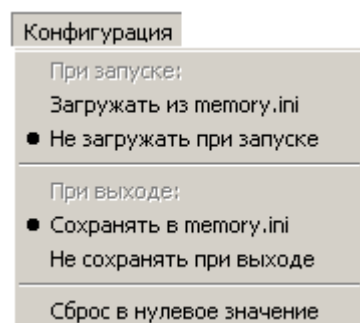 Конфигурация
При запуске:
Загружать из memory.ini
Не загружать при запуске
При выходе:
Сохранять в memory.ini
Не сохранять при выходе
Сброс в нулевое значение